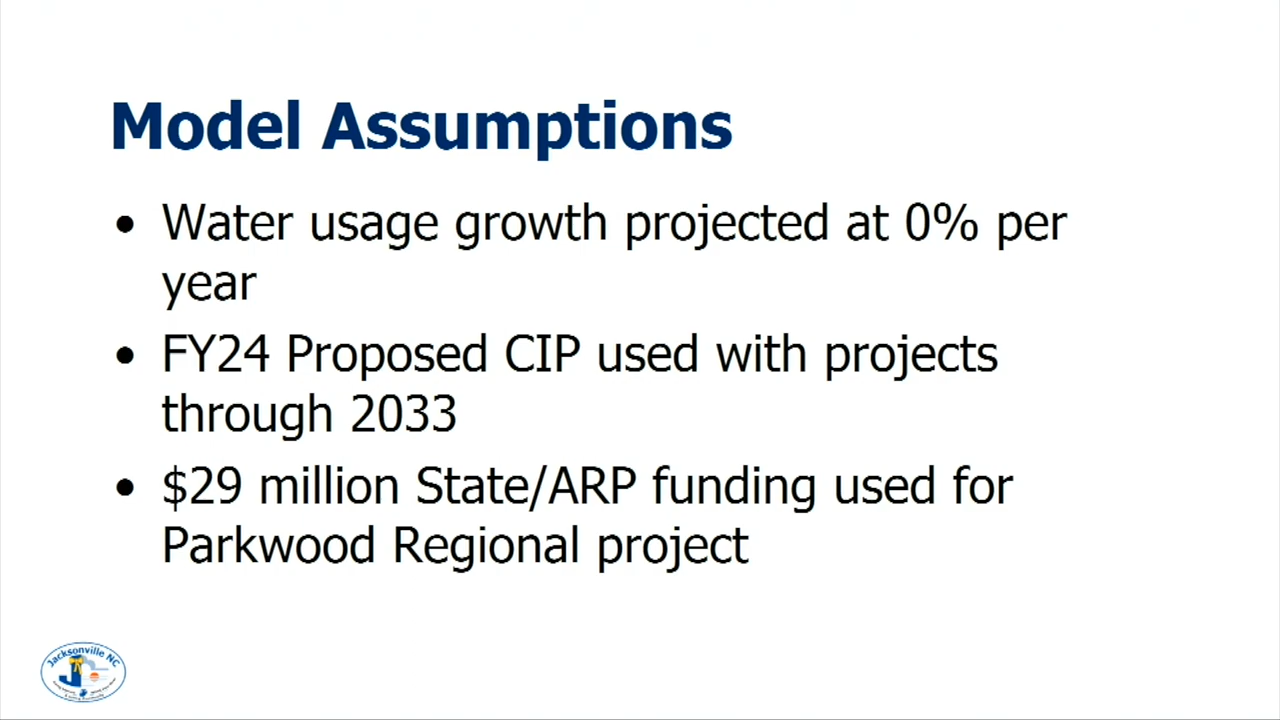 Model Assumptions
• Water usage growth projected at 0% per
year
• FY24 Proposed CIP used with projects
through 2033
• $29 million State/ARP funding used for
Parkwood Regional project
Jacksonville NC